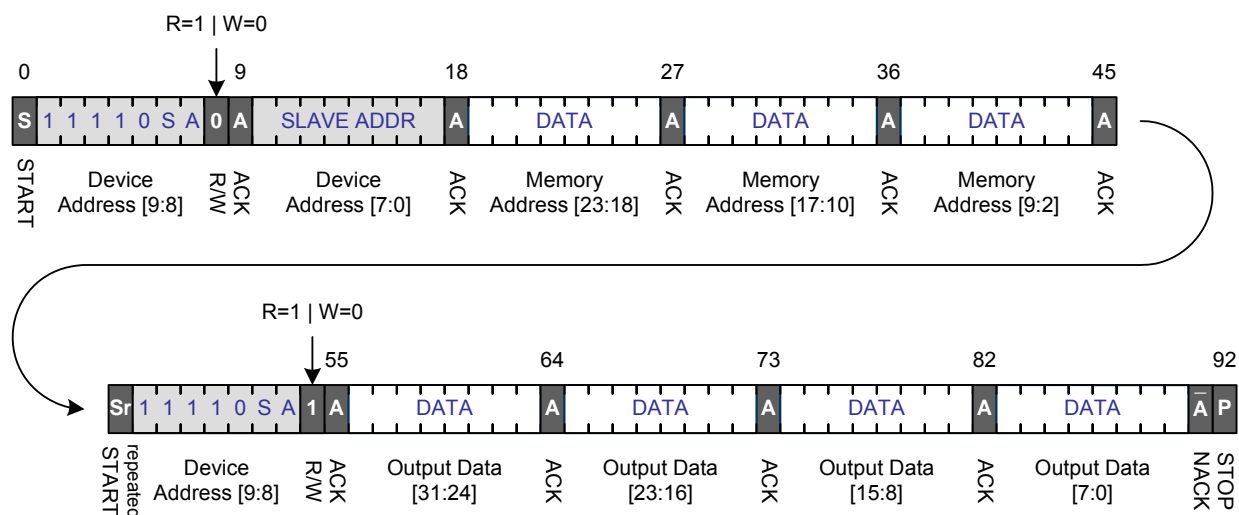 R=1 | W=0
0 9 18 27 36 45
S 1 1 1 1 0 S A 0 A SLAVE ADDR A DATA A DATA A DATA A
START Device Address [9:8] R/W ACK Device Address [7:0] ACK Memory Address [23:18] ACK Memory Address [17:10] ACK Memory Address [9:2] ACK
R=1 | W=0
55 64 73 82 92
Sr 1 1 1 1 0 S A 1 A DATA A DATA A DATA A DATA A̅ P
repeated START Device Address [9:8] R/W ACK Output Data [31:24] ACK Output Data [23:16] ACK Output Data [15:8] ACK Output Data [7:0] NACK STOP